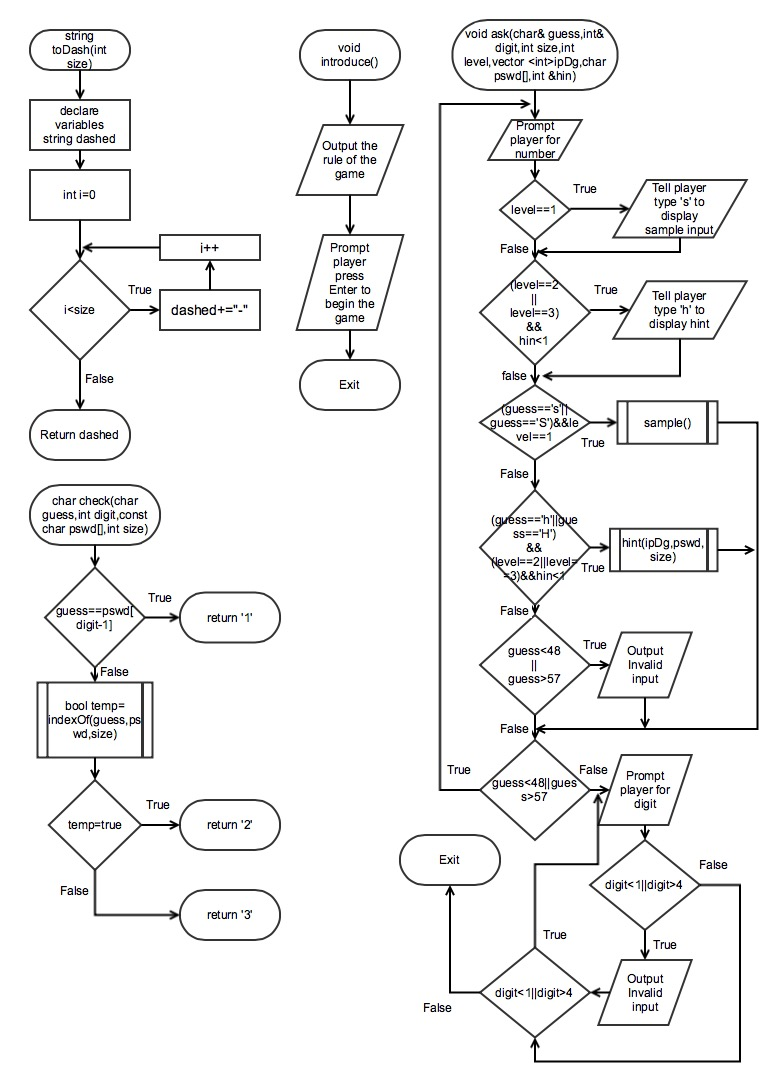 string
toDash(int
size)
declare
variables
string dashed
int i=0
i++
i<size
True
dashed+="-"
False
Return dashed
void
introduce()
Output the
rule of the
game
Prompt
player
press
Enter to
begin the
game
Exit
char check(char
guess,int digit,const
char pswd[],int size)
guess==pswd[
digit-1]
True
return '1'
False
bool temp=
indexOf(guess,ps
wd,size)
temp=true
True
return '2'
False
return '3'
void ask(char& guess,int&
digit,int size,int
level,vector <int>ipDg,char
pswd[],int &hin)
Prompt
player for
number
level==1
True
Tell player
type 's' to
display
sample input
False
(level==2
||
level==3)
&&
hin<1
True
Tell player
type 'h' to
display hint
false
(guess=='s'||
guess=='S')&&le
vel==1
True
sample()
False
(guess=='h'||gue
ss=='H')
&&
(level==2||level=
=3)&&hin<1
True
hint(ipDg,pswd,
size)
False
guess<48
||
guess>57
True
Output
Invalid
input
False
guess<48||gues
s>57
True
False
Prompt
player for
digit
digit<1||digit>4
False
True
Output
Invalid
input
digit<1||digit>4
True
False
Exit